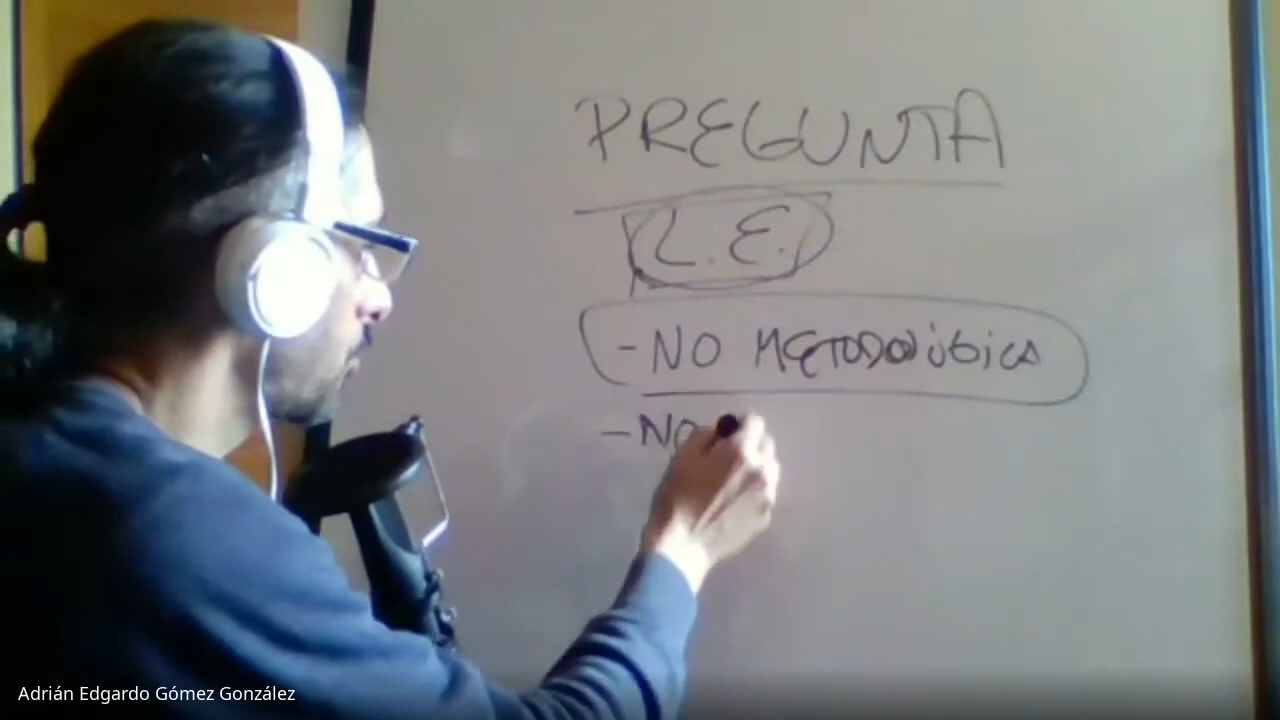 PREGUNTA
L.E.
- NO METODOLÓGICA
- NO
Adrián Edgardo Gómez González